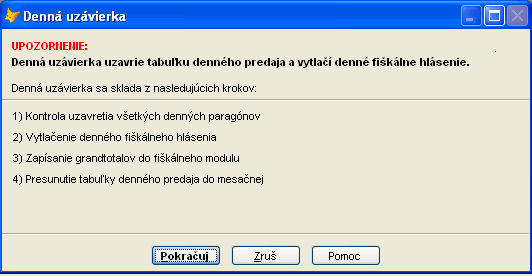 Denná uzávierka
UPOZORNENIE:
Denná uzávierka uzavrie tabuľku denného predaja a vytlačí denné fiškálne hlásenie.
Denná uzávierka sa skladá z nasledujúcich krokov:
1) Kontrola uzavretia všetkých denných paragónov
2) Vytlačenie denného fiškálneho hlásenia
3) Zapísanie grandtotalov do fiškálneho modulu
4) Presunutie tabuľky denného predaja do mesačnej
Pokračuj Zruš Pomoc